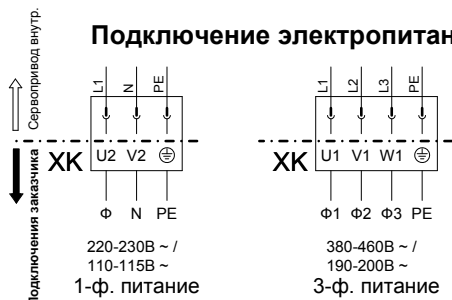 Подключение электропитан
Сервопривод внутр.
одключения заказчика
L1 N PE
XK U2 V2
Ф N PE
220-230В ~ /
110-115В ~
1-ф. питание
L1 L2 L3 PE
XK U1 V1 W1
Ф1 Ф2 Ф3 PE
380-460В ~ /
190-200В ~
3-ф. питание